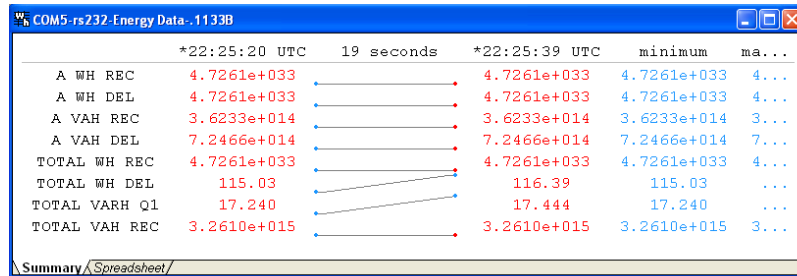 COM5-rs232-Energy Data-.1133B
*22:25:20 UTC 19 seconds *22:25:39 UTC minimum ma...
A WH REC 4.7261e+033 4.7261e+033 4.7261e+033 4...
A WH DEL 4.7261e+033 4.7261e+033 4.7261e+033 4...
A VAH REC 3.6233e+014 3.6233e+014 3.6233e+014 3...
A VAH DEL 7.2466e+014 7.2466e+014 7.2466e+014 7...
TOTAL WH REC 4.7261e+033 4.7261e+033 4.7261e+033 4...
TOTAL WH DEL 115.03 116.39 115.03 ...
TOTAL VARH Q1 17.240 17.444 17.240 ...
TOTAL VAH REC 3.2610e+015 3.2610e+015 3.2610e+015 3...
Summary Spreadsheet